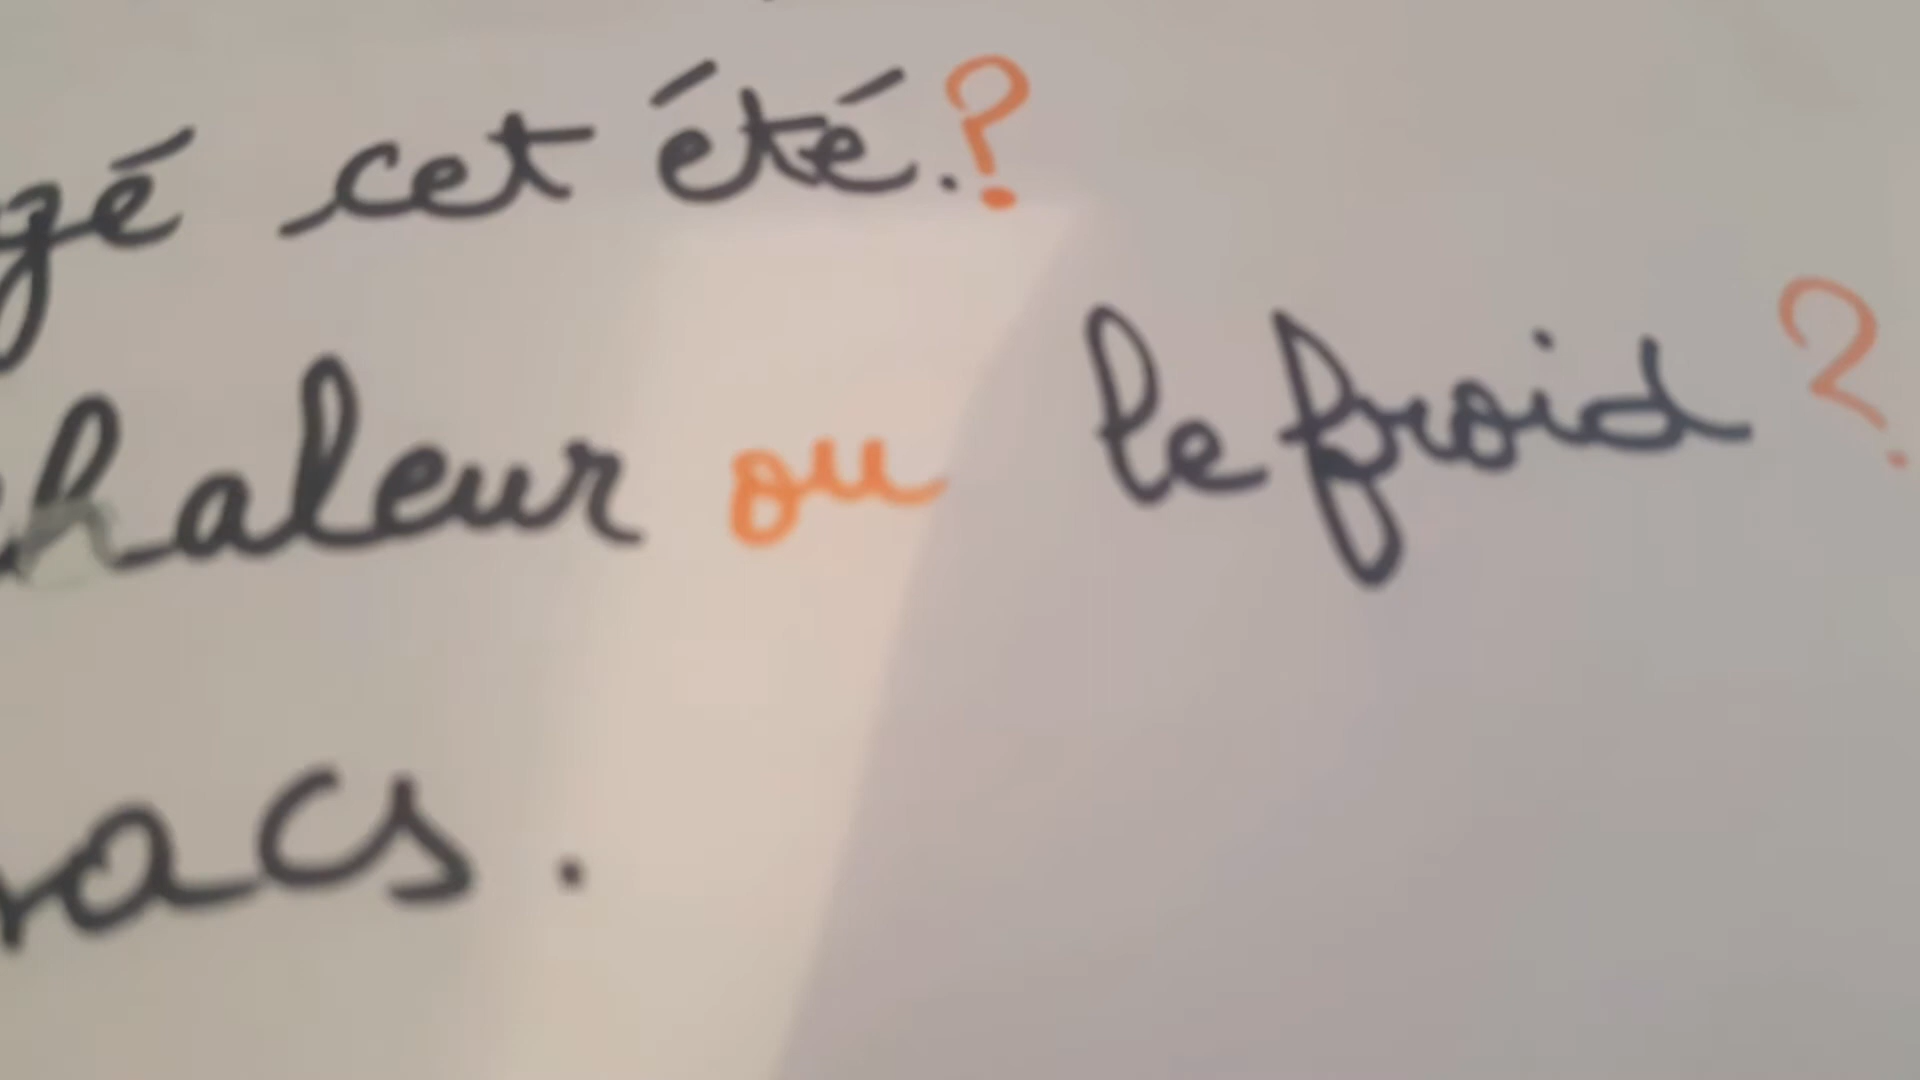 gé cet été.?
haleur ou le froid ?
acs.